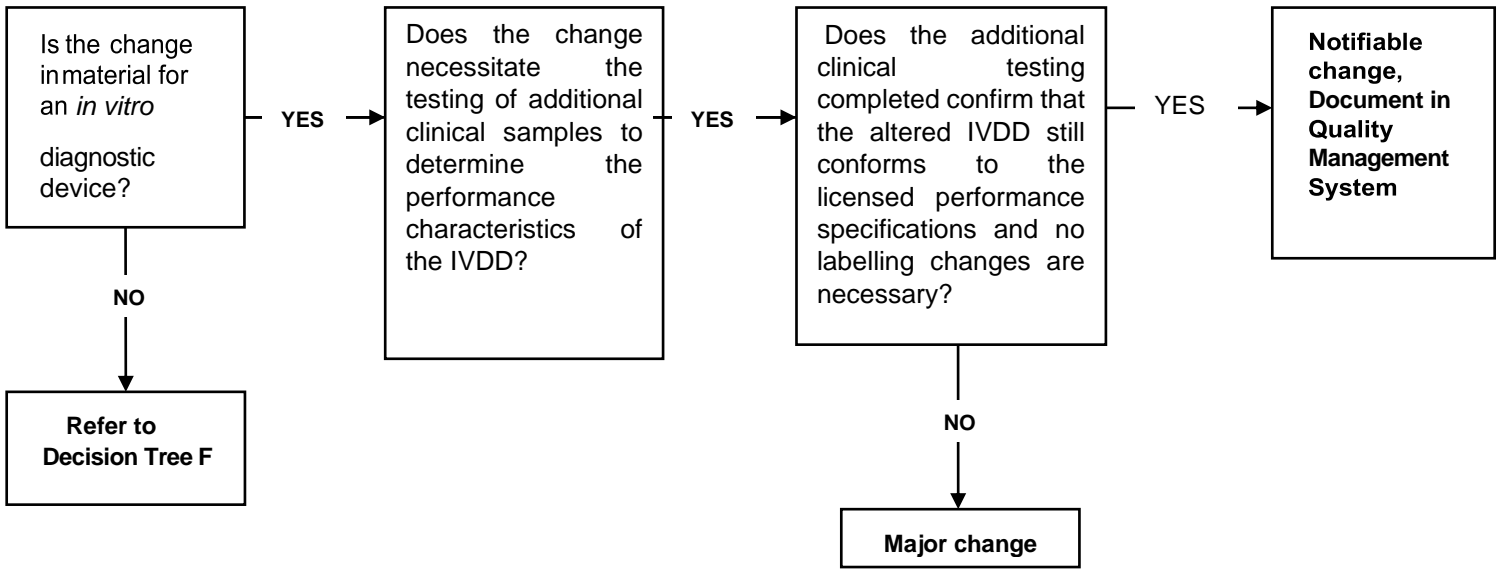 Is the change
in material for
an in vitro
diagnostic
device?
YES
Does the change
necessitate the
testing of additional
clinical samples to
determine the
performance
characteristics of
the IVDD?
YES
Does the additional
clinical testing
completed confirm that
the altered IVDD still
conforms to the
licensed performance
specifications and no
labelling changes are
necessary?
YES
Notifiable
change,
Document in
Quality
Management
System
NO
Refer to
Decision Tree F
NO
Major change